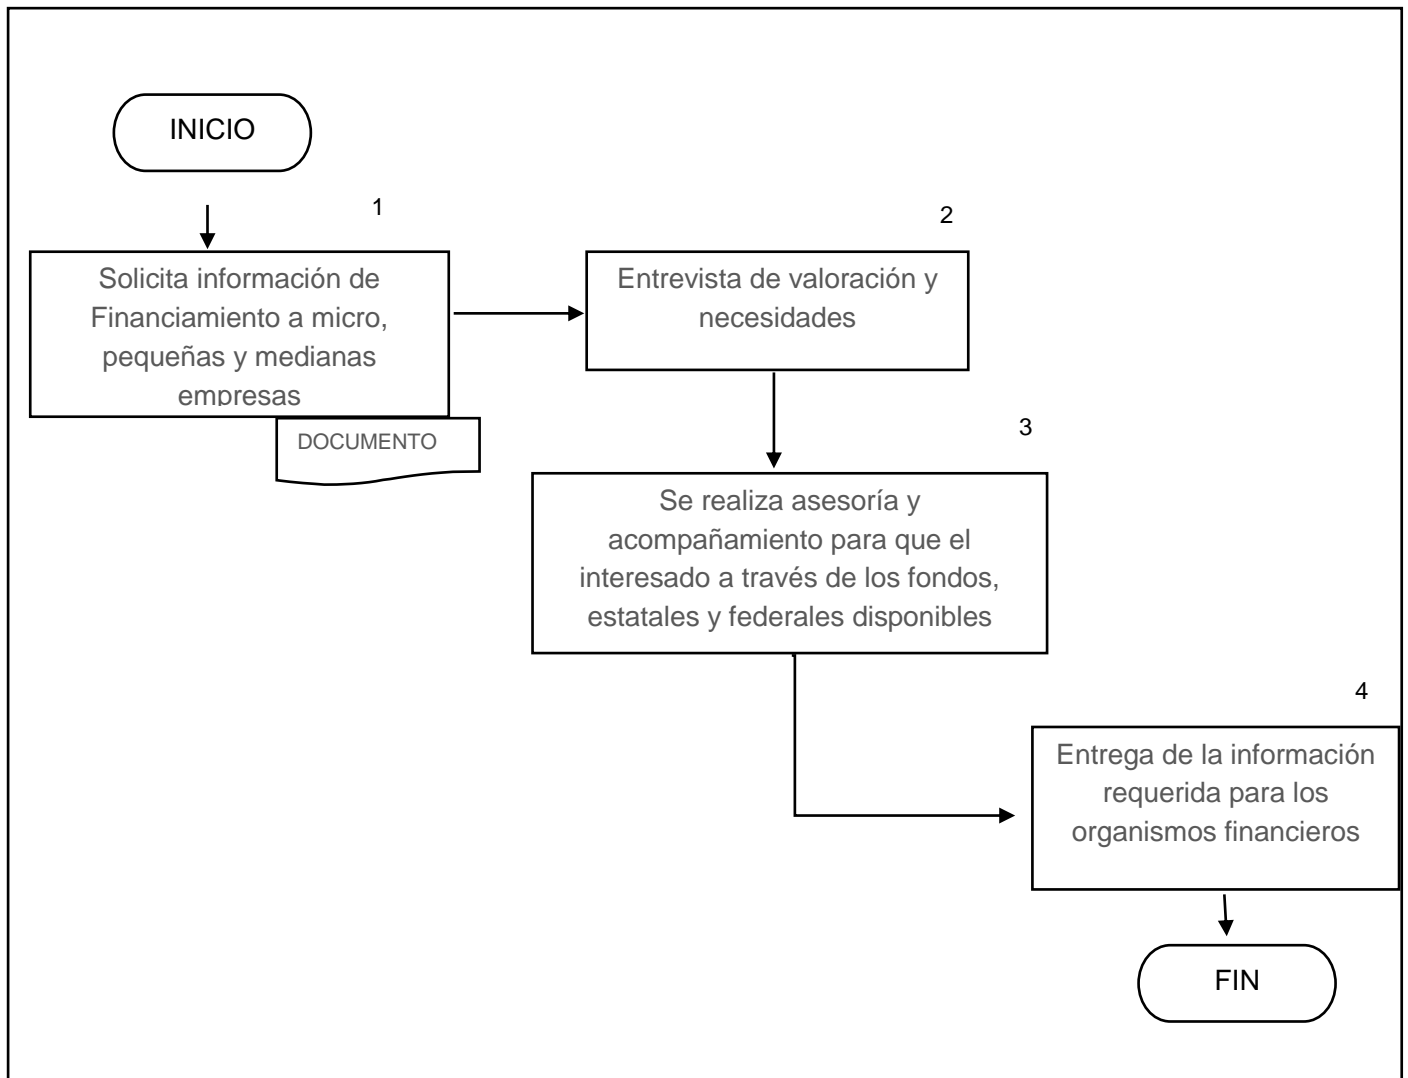 INICIO
1
Solicita información de
Financiamiento a micro,
pequeñas y medianas
empresas
DOCUMENTO
2
Entrevista de valoración y
necesidades
3
Se realiza asesoría y
acompañamiento para que el
interesado a través de los fondos,
estatales y federales disponibles
4
Entrega de la información
requerida para los
organismos financieros
FIN